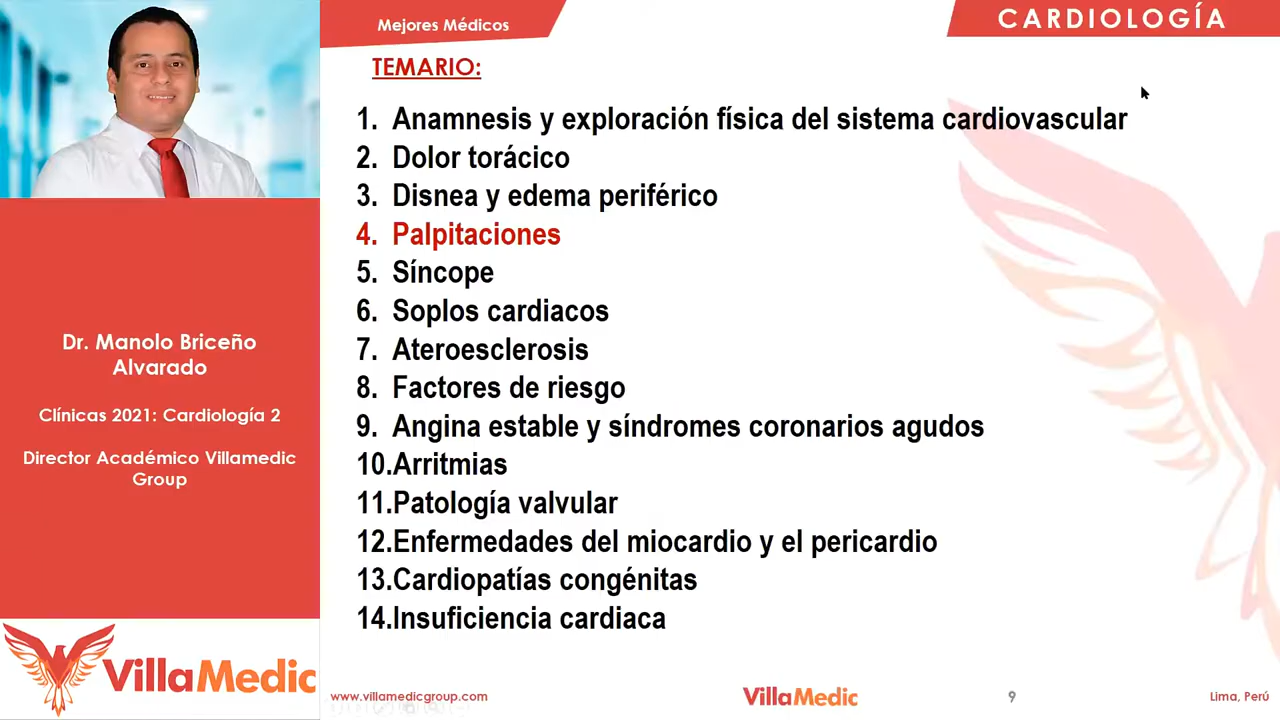 Mejores Médicos
CARDIOLOGÍA
TEMARIO:
1. Anamnesis y exploración física del sistema cardiovascular
2. Dolor torácico
3. Disnea y edema periférico
4. Palpitaciones
5. Síncope
6. Soplos cardiacos
7. Ateroesclerosis
8. Factores de riesgo
9. Angina estable y síndromes coronarios agudos
10.Arritmias
11.Patología valvular
12.Enfermedades del miocardio y el pericardio
13.Cardiopatías congénitas
14.Insuficiencia cardiaca
Dr. Manolo Briceño
Alvarado
Clínicas 2021: Cardiología 2
Director Académico Villamedic
Group
VillaMedic
www.villamedicgroup.com
VillaMedic
9
Lima, Perú